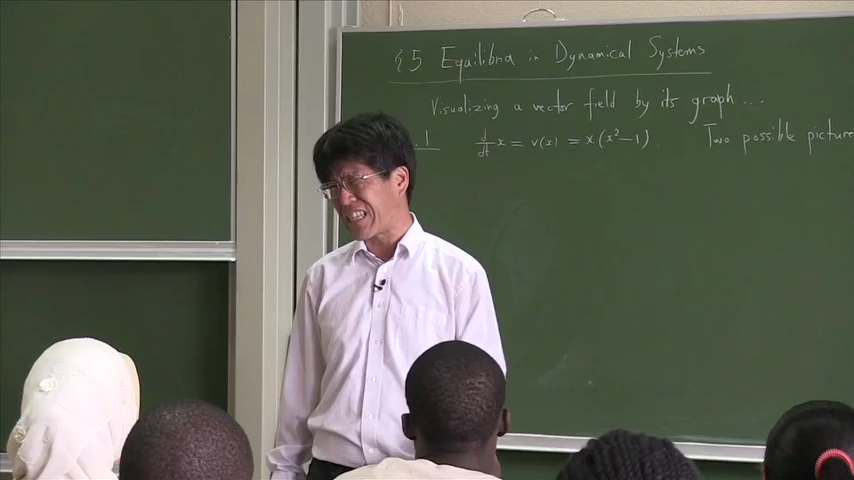 §5 Equilibria in Dynamical Systems
Visualizing a vector field by its graph ...
.1 d/dt x = v(x) = x(x²-1) Two possible picture